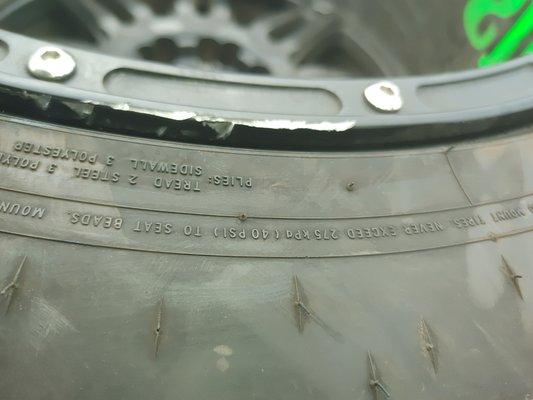 MOUNT TIRES. NEVER EXCEED 275 kPa (40 PSI) TO SEAT BEADS. MOUN
PLIES: TREAD 2 STEEL 3 POLY
SIDEWALL 3 POLYESTER